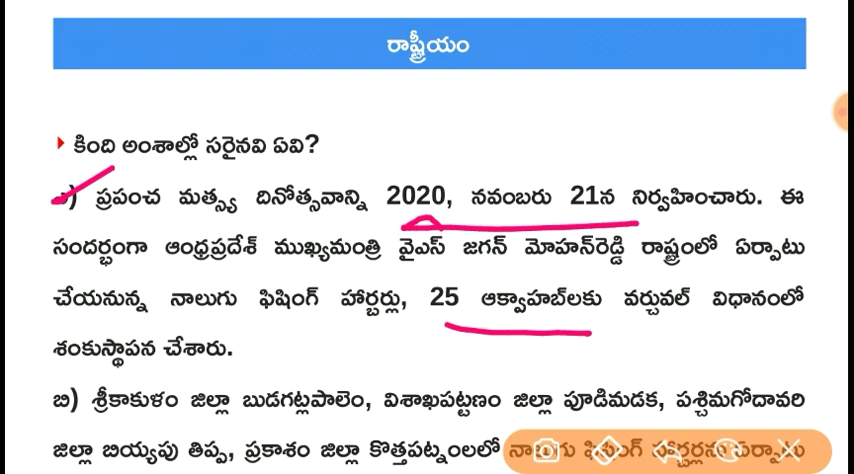 రాష్ట్రీయం
కింది అంశాల్లో సరైనవి ఏవి?
ప్రపంచ మత్స్య దినోత్సవాన్ని 2020, నవంబరు 21న నిర్వహించారు. ఈ
సందర్భంగా ఆంధ్రప్రదేశ్ ముఖ్యమంత్రి వైఎస్ జగన్ మోహన్‌రెడ్డి రాష్ట్రంలో ఏర్పాటు
చేయనున్న నాలుగు ఫిషింగ్ హార్బర్లు, 25 ఆక్వాహబ్‌లకు వర్చువల్ విధానంలో
శంకుస్థాపన చేశారు.
బి) శ్రీకాకుళం జిల్లా బుడగట్లపాలెం, విశాఖపట్టణం జిల్లా పూడిమడక, పశ్చిమగోదావరి
జిల్లా బియ్యపు తిప్ప, ప్రకాశం జిల్లా కొత్తపట్నంలలో